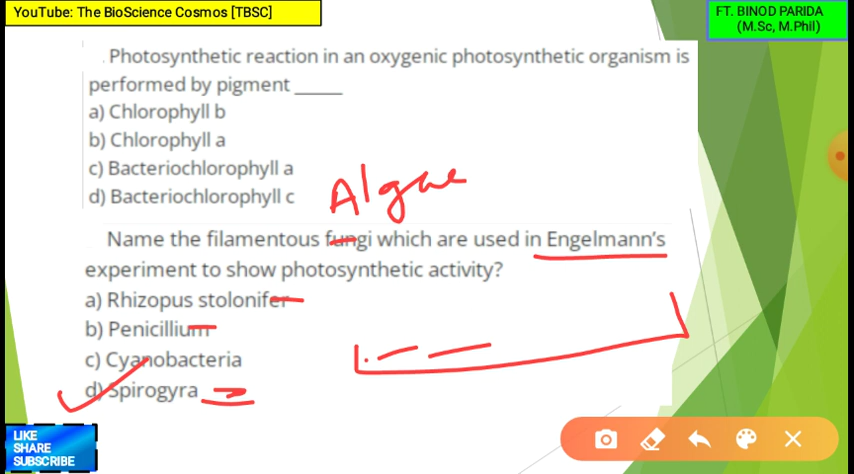 YouTube: The BioScience Cosmos [TBSC]
FT. BINOD PARIDA
(M.Sc, M.Phil)
Photosynthetic reaction in an oxygenic photosynthetic organism is
performed by pigment ______
a) Chlorophyll b
b) Chlorophyll a
c) Bacteriochlorophyll a
d) Bacteriochlorophyll c
Algae
Name the filamentous fungi which are used in Engelmann's
experiment to show photosynthetic activity?
a) Rhizopus stolonifer
b) Penicillium
c) Cyanobacteria
d) Spirogyra
LIKE
SHARE
SUBSCRIBE